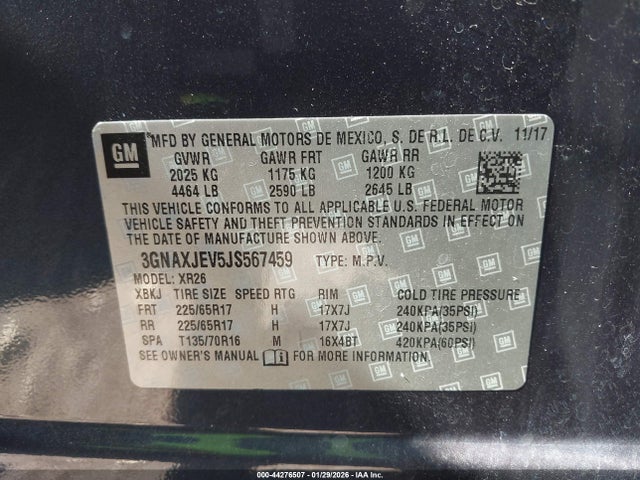 GM
MFD BY GENERAL MOTORS DE MEXICO, S. DE R.L. DE C.V. 11/17
GVWR GAWR FRT GAWR RR
2025 KG 1175 KG 1200 KG
4464 LB 2590 LB 2645 LB
THIS VEHICLE CONFORMS TO ALL APPLICABLE U.S. FEDERAL MOTOR
VEHICLE SAFETY AND THEFT PREVENTION STANDARDS IN EFFECT ON
THE DATE OF MANUFACTURE SHOWN ABOVE.
3GNAXJEV5JS567459 TYPE: M.P.V.
MODEL: XR26
XBKJ TIRE SIZE SPEED RTG RIM COLD TIRE PRESSURE
FRT 225/65R17 H 17X7J 240KPA(35PSI)
RR 225/65R17 H 17X7J 240KPA(35PSI)
SPA T135/70R16 M 16X4BT 420KPA(60PSI)
SEE OWNER'S MANUAL FOR ADDITIONAL INFORMATION.
000-44276507 - 01/29/2026 - IAA Inc.